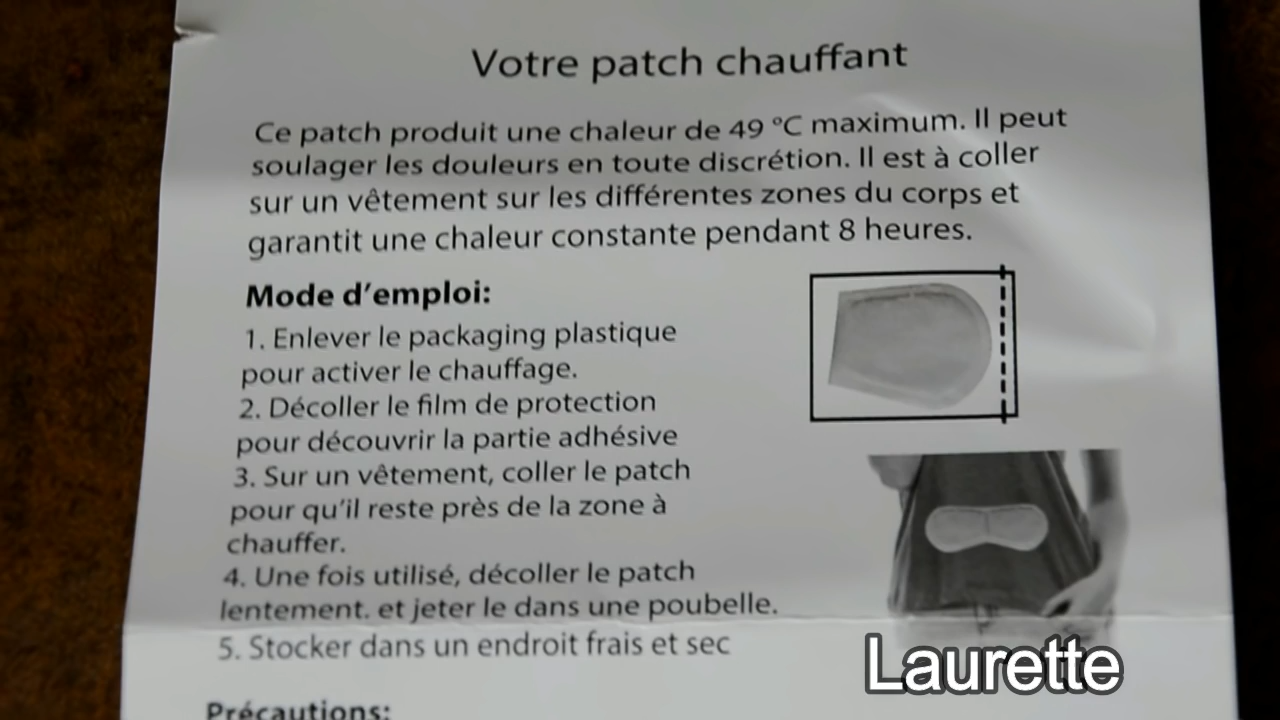 Votre patch chauffant
Ce patch produit une chaleur de 49 °C maximum. Il peut
soulager les douleurs en toute discrétion. Il est à coller
sur un vêtement sur les différentes zones du corps et
garantit une chaleur constante pendant 8 heures.
Mode d'emploi:
1. Enlever le packaging plastique
pour activer le chauffage.
2. Décoller le film de protection
pour découvrir la partie adhésive
3. Sur un vêtement, coller le patch
pour qu'il reste près de la zone à
chauffer.
4. Une fois utilisé, décoller le patch
lentement. et jeter le dans une poubelle.
5. Stocker dans un endroit frais et sec
Précautions:
Laurette